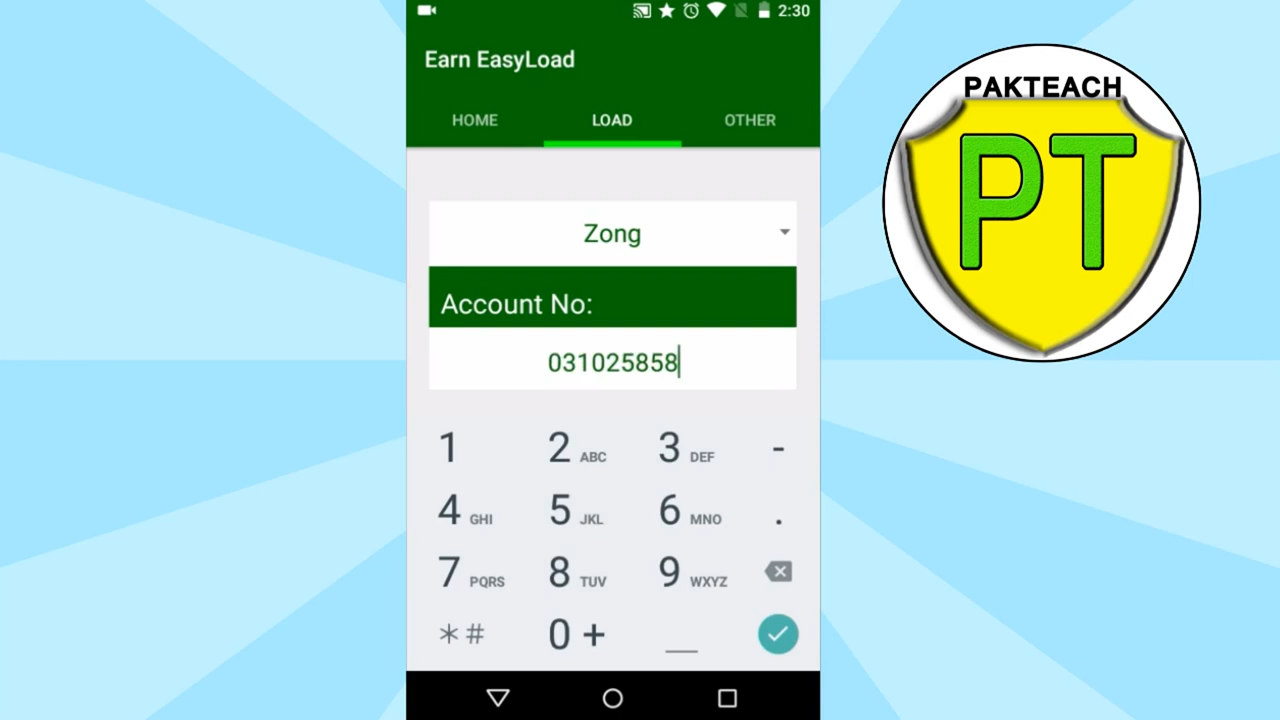 2:30
Earn EasyLoad
HOME LOAD OTHER
PAKTEACH
PT
Zong
Account No:
031025858
1 2 ABC 3 DEF -
4 GHI 5 JKL 6 MNO .
7 PQRS 8 TUV 9 WXYZ
*# 0 + _